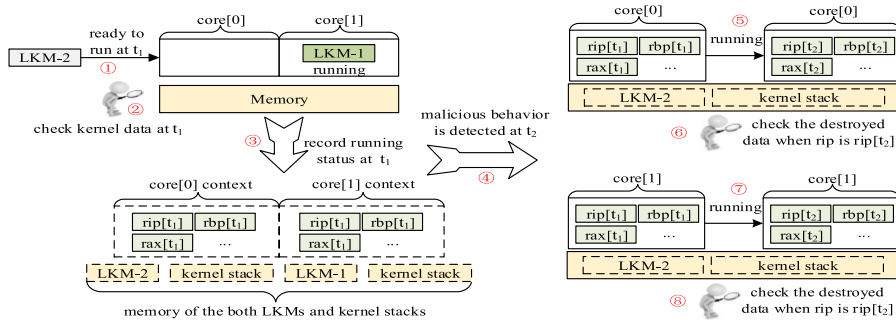 core[0]
core[1]
ready to
run at t₁
LKM-2
①
LKM-1
running
②
Memory
check kernel data at t₁
③
record running
status at t₁
malicious behavior
is detected at t₂
④
core[0] context
core[1] context
rip[t₁]
rbp[t₁]
rax[t₁]
...
rip[t₁]
rbp[t₁]
rax[t₁]
...
LKM-2
kernel stack
LKM-1
kernel stack
memory of the both LKMs and kernel stacks
core[0]
core[0]
⑤
running
rip[t₁]
rbp[t₁]
rax[t₁]
...
rip[t₂]
rbp[t₂]
rax[t₂]
...
LKM-2
kernel stack
⑥
check the destroyed
data when rip is rip[t₂]
core[1]
core[1]
⑦
running
rip[t₁]
rbp[t₁]
rax[t₁]
...
rip[t₂]
rbp[t₂]
rax[t₂]
...
LKM-2
kernel stack
⑧
check the destroyed
data when rip is rip[t₂]